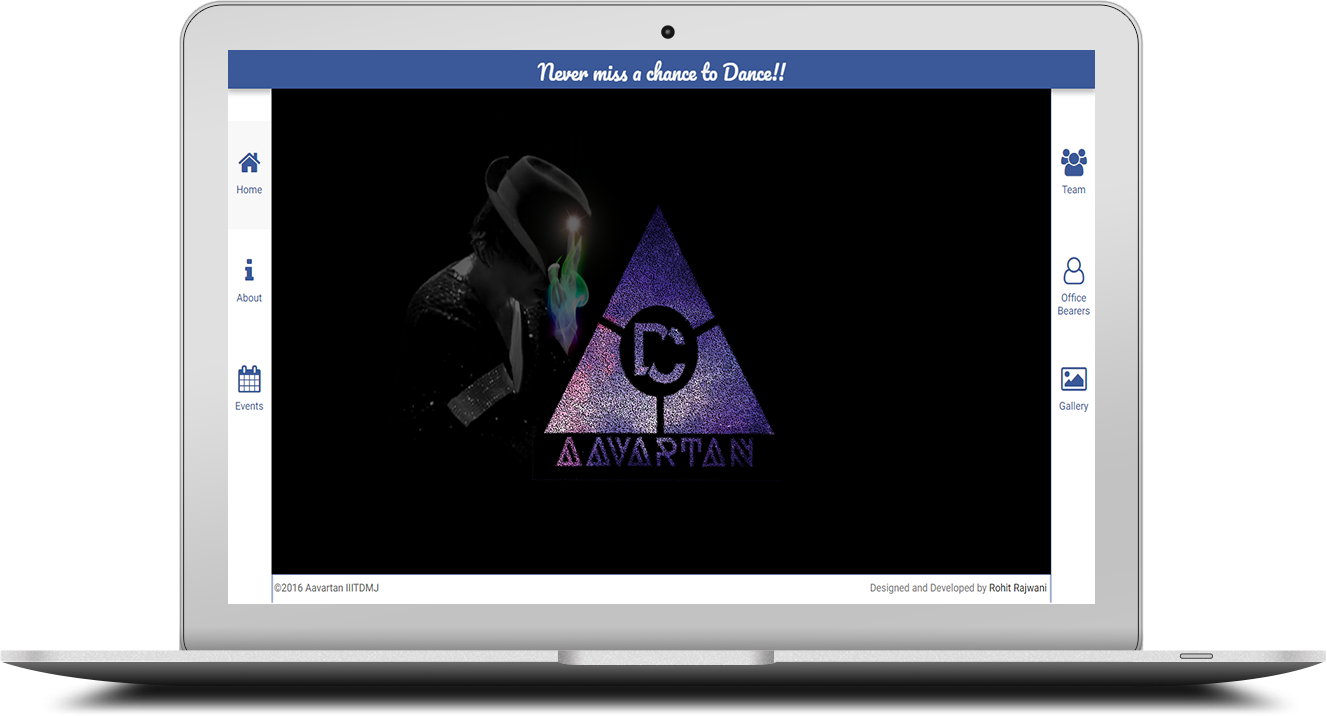 Never miss a chance to Dance!!
Home
About
Events
DC
AAVARTAN
Team
Office
Bearers
Gallery
©2016 Aavartan IIITDMJ
Designed and Developed by Rohit Rajwani